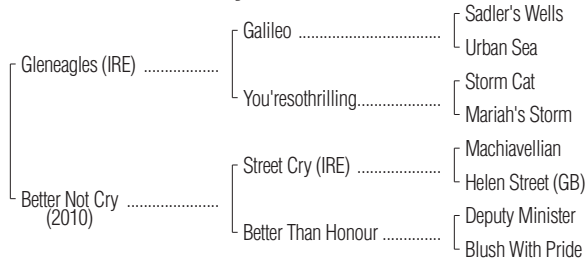 Sadler's Wells
Galileo ........................
Urban Sea
Gleneagles (IRE) ..................
Storm Cat
You'resothrilling.....................
Mariah's Storm
Machiavellian
Street Cry (IRE) .....................
Helen Street (GB)
Better Not Cry ....................
(2010)
Deputy Minister
Better Than Honour ...............
Blush With Pride